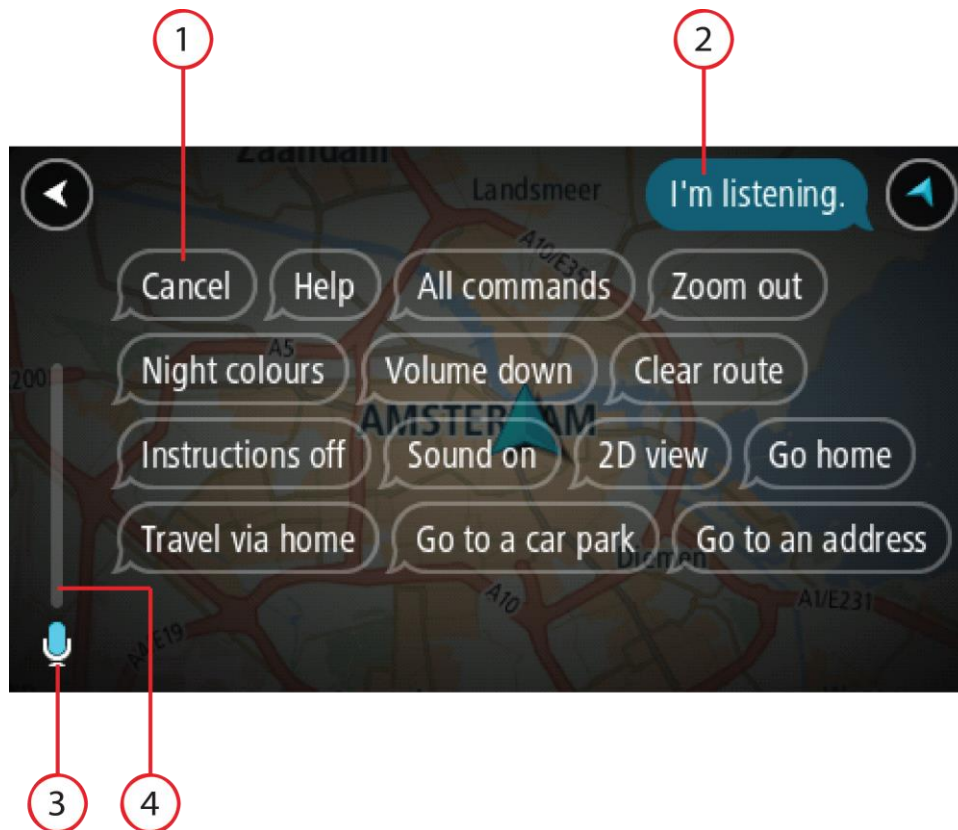 1 2
Zaandam
Landsmeer
I'm listening.
A10/E35
Cancel Help All commands Zoom out
A5
Night colours Volume down Clear route
200
AMSTERDAM
Instructions off Sound on 2D view Go home
Travel via home Go to a car park Go to an address
Diemen
A10 A1/E231
A4/E19
3 4